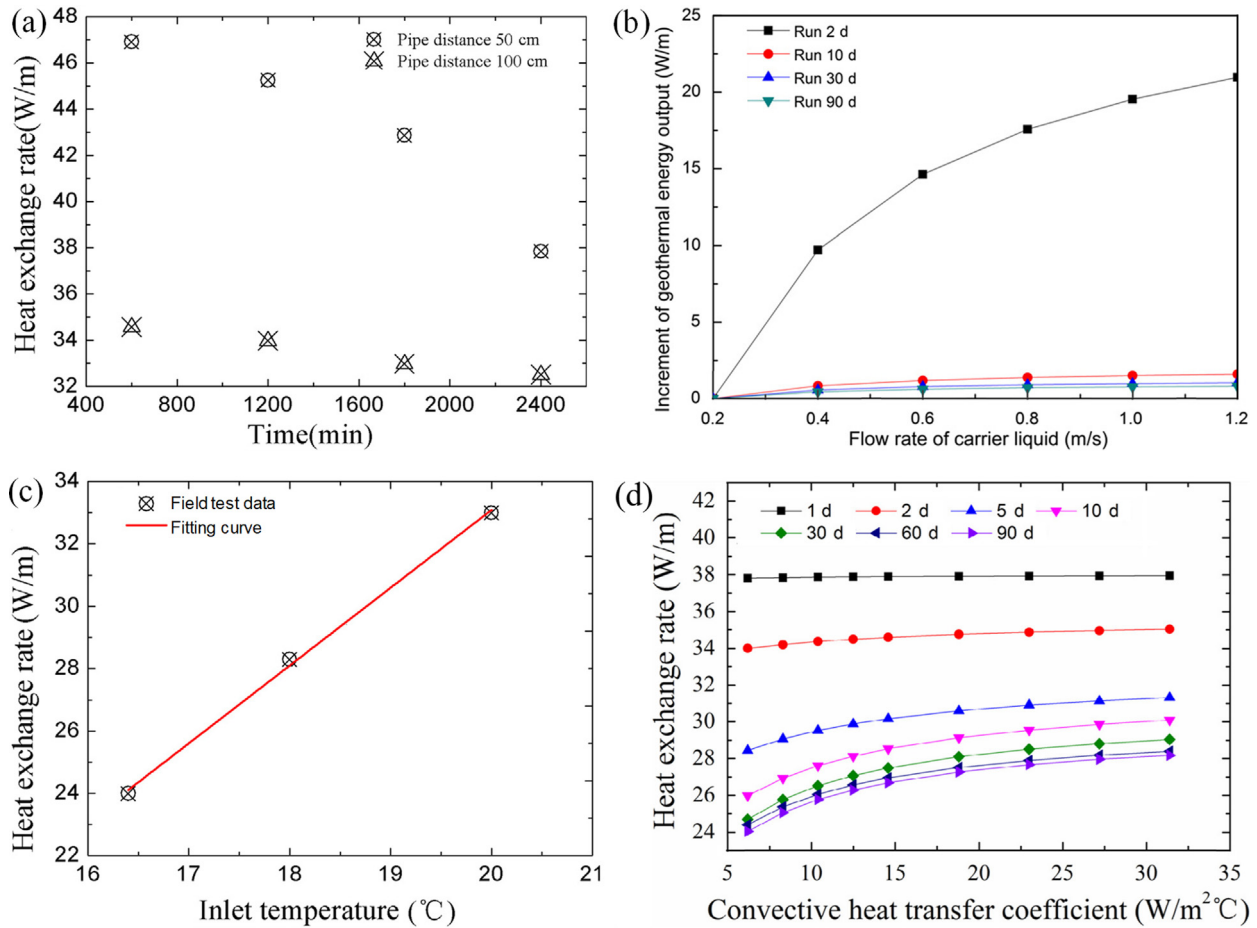 (a)
Heat exchange rate(W/m)
48
46
44
42
40
38
36
34
32
Pipe distance 50 cm
Pipe distance 100 cm
400 800 1200 1600 2000 2400
Time(min)
(b)
Increment of geothermal energy output (W/m)
25
20
15
10
5
0
Run 2 d
Run 10 d
Run 30 d
Run 90 d
0.2 0.4 0.6 0.8 1.0 1.2
Flow rate of carrier liquid (m/s)
(c)
Heat exchange rate (W/m)
34
33
30
28
26
24
22
Field test data
Fitting curve
16 17 18 19 20 21
Inlet temperature (℃)
(d)
Heat exchange rate (W/m)
42
40
38
36
35
32
30
28
26
24
1 d 2 d 5 d 10 d
30 d 60 d 90 d
5 10 15 20 25 30 35
Convective heat transfer coefficient (W/m²℃)